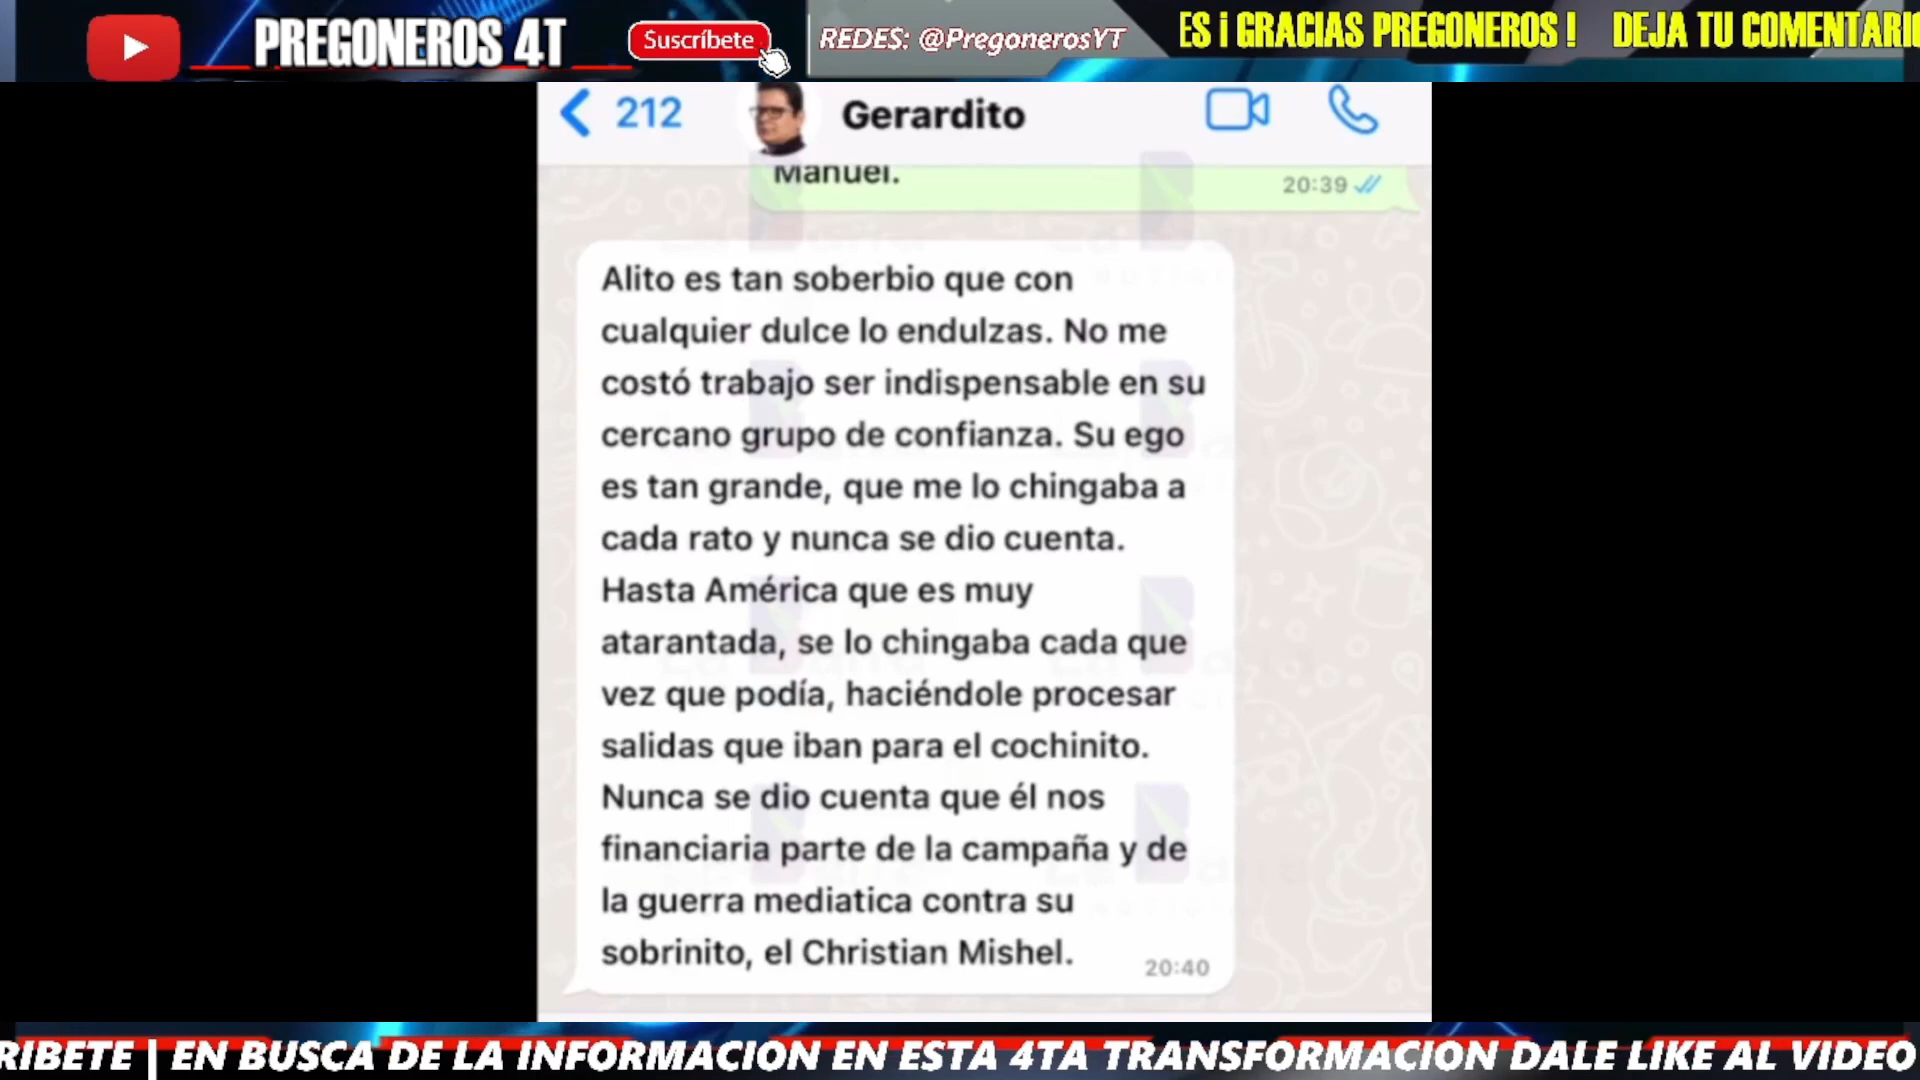 PREGONEROS 4T
Suscríbete
REDES: @PregonerosYT
ES ¡ GRACIAS PREGONEROS !
DEJA TU COMENTARIO
212
Gerardito
Manuel.
20:39
Alito es tan soberbio que con
cualquier dulce lo endulzas. No me
costó trabajo ser indispensable en su
cercano grupo de confianza. Su ego
es tan grande, que me lo chingaba a
cada rato y nunca se dio cuenta.
Hasta América que es muy
atarantada, se lo chingaba cada que
vez que podía, haciéndole procesar
salidas que iban para el cochinito.
Nunca se dio cuenta que él nos
financiaria parte de la campaña y de
la guerra mediatica contra su
sobrinito, el Christian Mishel.
20:40
RIBETE | EN BUSCA DE LA INFORMACION EN ESTA 4TA TRANSFORMACION DALE LIKE AL VIDEO